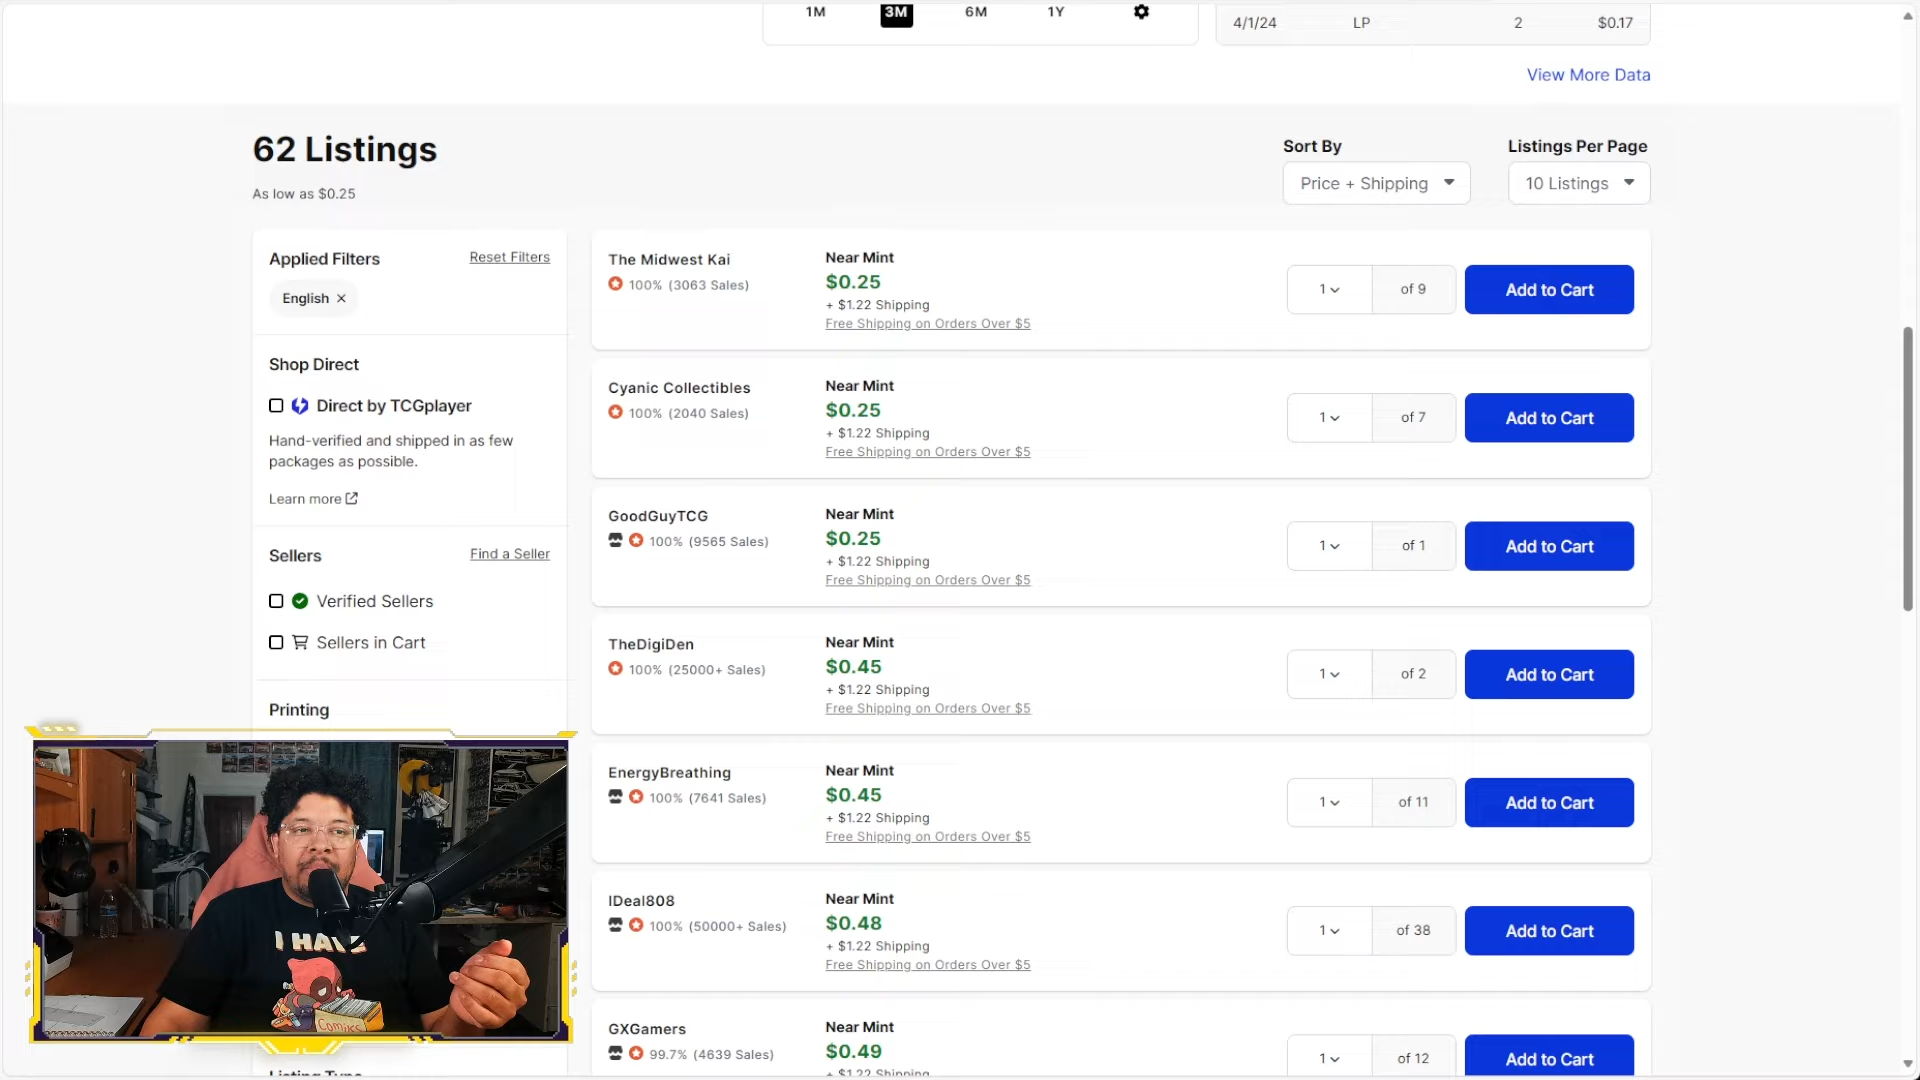 1M 3M 6M 1Y
4/1/24 LP 2 $0.17
View More Data
62 Listings
As low as $0.25
Sort By
Price + Shipping
Listings Per Page
10 Listings
Applied Filters Reset Filters
English
Shop Direct
Direct by TCGplayer
Hand-verified and shipped in as few
packages as possible.
Learn more
Sellers Find a Seller
Verified Sellers
Sellers in Cart
Printing
The Midwest Kai
100% (3063 Sales)
Near Mint
$0.25
+ $1.22 Shipping
Free Shipping on Orders Over $5
1 of 9 Add to Cart
Cyanic Collectibles
100% (2040 Sales)
Near Mint
$0.25
+ $1.22 Shipping
Free Shipping on Orders Over $5
1 of 7 Add to Cart
GoodGuyTCG
100% (9565 Sales)
Near Mint
$0.25
+ $1.22 Shipping
Free Shipping on Orders Over $5
1 of 1 Add to Cart
TheDigiDen
100% (25000+ Sales)
Near Mint
$0.45
+ $1.22 Shipping
Free Shipping on Orders Over $5
1 of 2 Add to Cart
EnergyBreathing
100% (7641 Sales)
Near Mint
$0.45
+ $1.22 Shipping
Free Shipping on Orders Over $5
1 of 11 Add to Cart
IDeal808
100% (50000+ Sales)
Near Mint
$0.48
+ $1.22 Shipping
Free Shipping on Orders Over $5
1 of 38 Add to Cart
GXGamers
99.7% (4639 Sales)
Near Mint
$0.49
+ $1.22 Shipping
1 of 12 Add to Cart
I HAVE
Comics
Listing Type